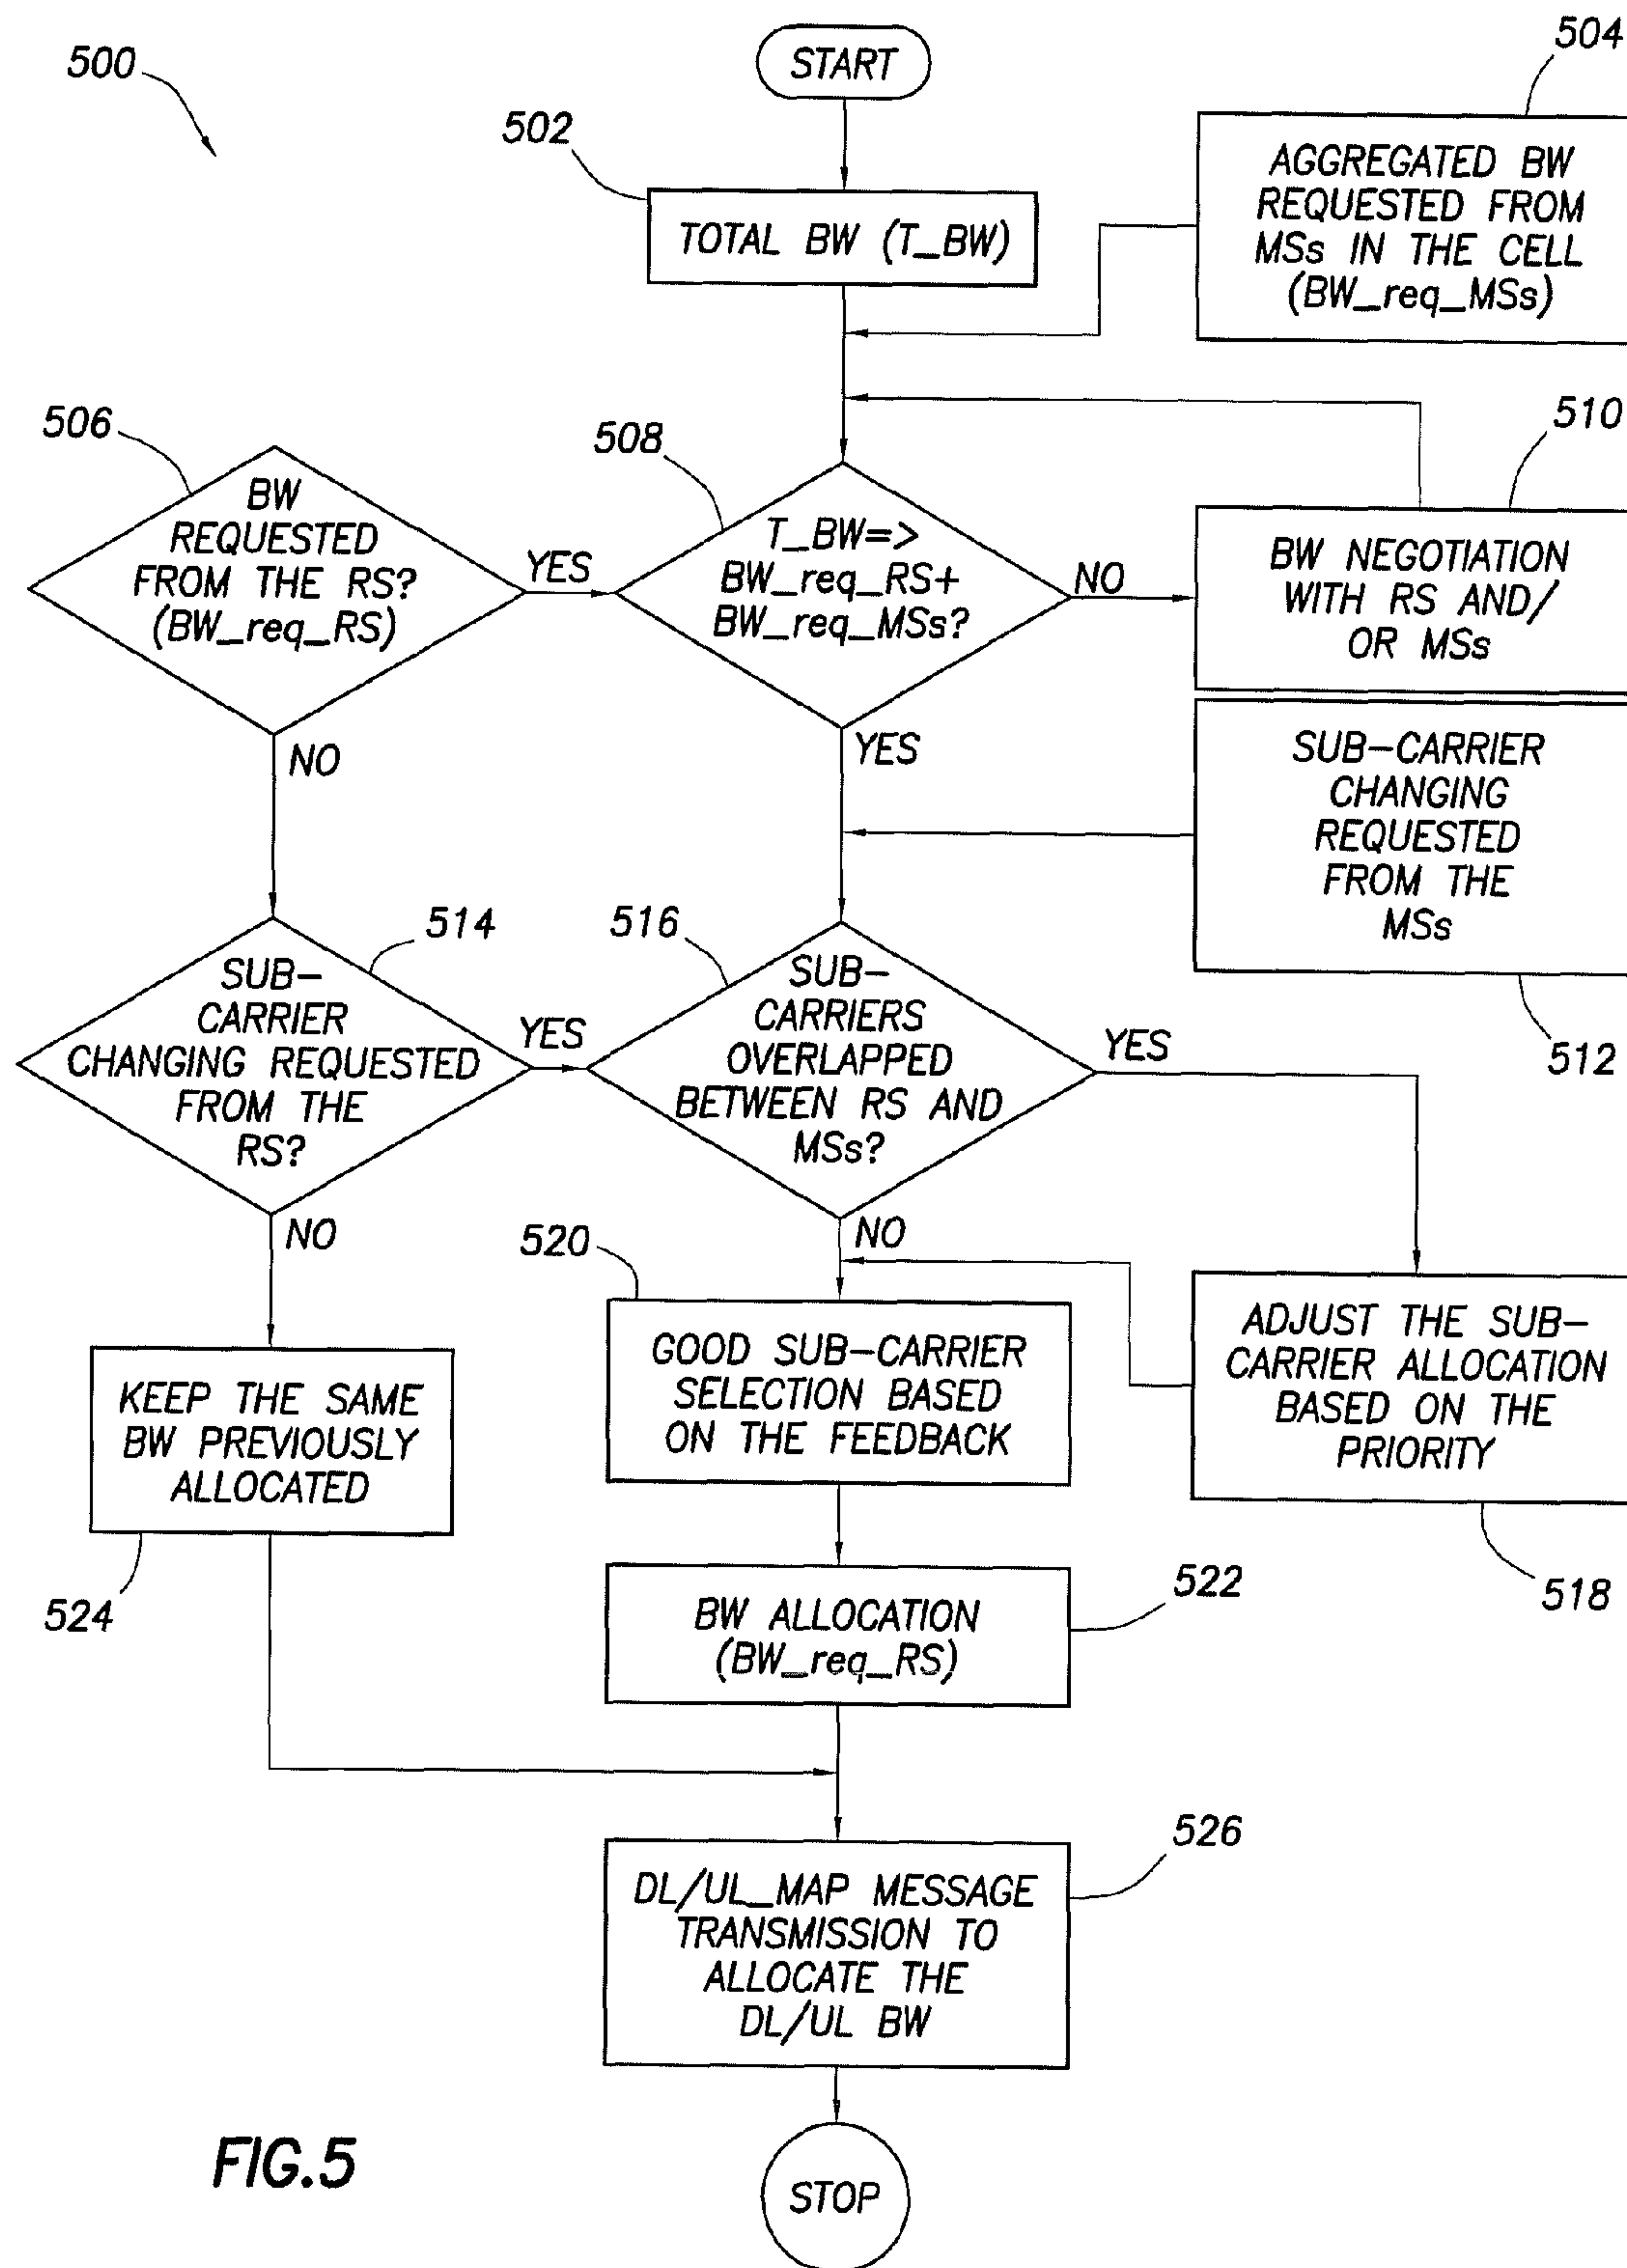 500
START
504
502
AGGREGATED BW
REQUESTED FROM
MSs IN THE CELL
(BW_req_MSs)
TOTAL BW (T_BW)
506
BW
REQUESTED
FROM THE RS?
(BW_req_RS)
YES
NO
508
T_BW=>
BW_req_RS+
BW_req_MSs?
NO
YES
510
BW NEGOTIATION
WITH RS AND/
OR MSs
SUB-CARRIER
CHANGING
REQUESTED
FROM THE
MSs
512
514
SUB-
CARRIER
CHANGING REQUESTED
FROM THE
RS?
YES
NO
516
SUB-
CARRIERS
OVERLAPPED
BETWEEN RS AND
MSs?
YES
NO
520
GOOD SUB-CARRIER
SELECTION BASED
ON THE FEEDBACK
ADJUST THE SUB-
CARRIER ALLOCATION
BASED ON THE
PRIORITY
518
KEEP THE SAME
BW PREVIOUSLY
ALLOCATED
524
BW ALLOCATION
(BW_req_RS)
522
526
DL/UL_MAP MESSAGE
TRANSMISSION TO
ALLOCATE THE
DL/UL BW
STOP
FIG.5